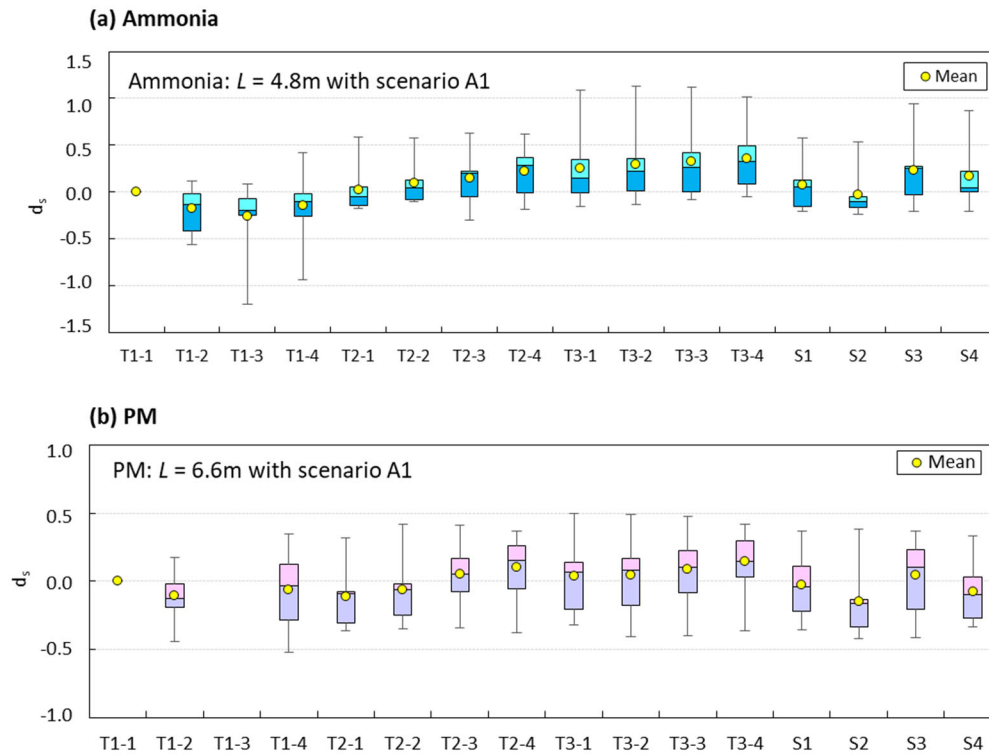 (a) Ammonia
Ammonia: L = 4.8m with scenario A1
Mean
1.5
1.0
0.5
0.0
-0.5
-1.0
-1.5
ds
T1-1 T1-2 T1-3 T1-4 T2-1 T2-2 T2-3 T2-4 T3-1 T3-2 T3-3 T3-4 S1 S2 S3 S4
(b) PM
PM: L = 6.6m with scenario A1
Mean
1.0
0.5
0.0
-0.5
-1.0
ds
T1-1 T1-2 T1-3 T1-4 T2-1 T2-2 T2-3 T2-4 T3-1 T3-2 T3-3 T3-4 S1 S2 S3 S4